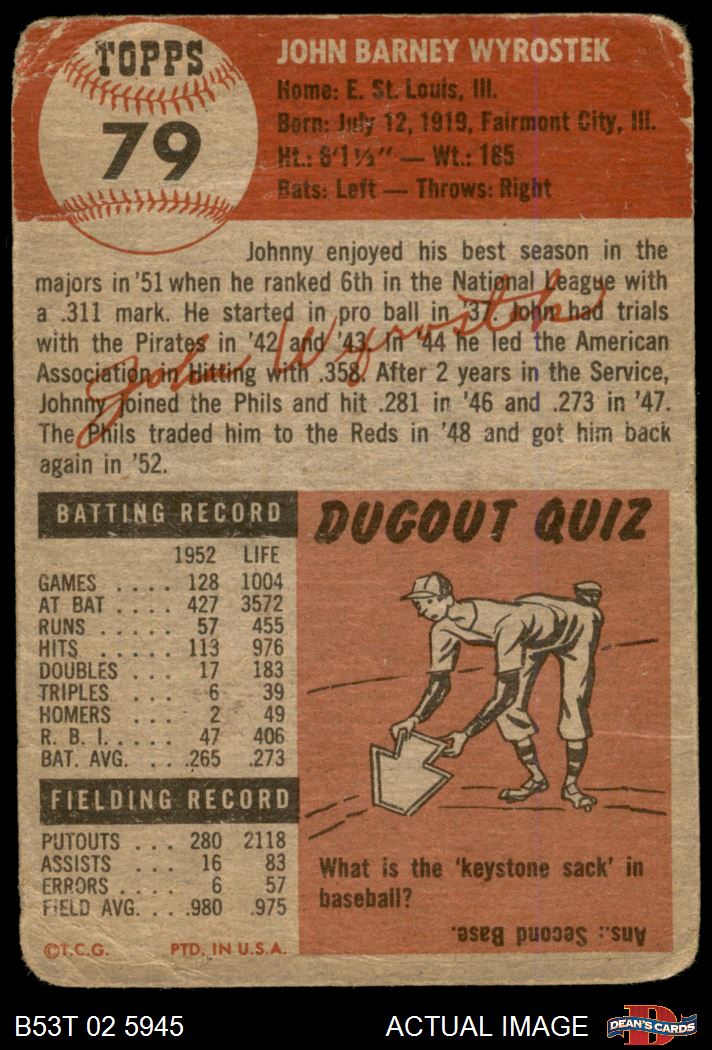 TOPPS
79
JOHN BARNEY WYROSTEK
Home: E. St. Louis, Ill.
Born: July 12, 1919, Fairmont City, Ill.
Ht.: 6'1½" — Wt.: 185
Bats: Left — Throws: Right
Johnny enjoyed his best season in the
majors in '51 when he ranked 6th in the National League with
a .311 mark. He started in pro ball in '37. John had trials
with the Pirates in '42 and '43. In '44 he led the American
Association in Hitting with .358. After 2 years in the Service,
Johnny joined the Phils and hit .281 in '46 and .273 in '47.
The Phils traded him to the Reds in '48 and got him back
again in '52.
John Wyrostek
BATTING RECORD
1952 LIFE
GAMES .... 128 1004
AT BAT .... 427 3572
RUNS ..... 57 455
HITS ..... 113 976
DOUBLES ... 17 183
TRIPLES ... 6 39
HOMERS ... 2 49
R. B. I. .... 47 406
BAT. AVG. ... .265 .273
FIELDING RECORD
PUTOUTS ... 280 2118
ASSISTS ... 16 83
ERRORS .... 6 57
FIELD AVG. ... .980 .975
©T.C.G. PTD. IN U.S.A.
DUGOUT QUIZ
What is the 'keystone sack' in
baseball?
Ans.: Second Base.
B53T 02 5945
ACTUAL IMAGE
DEAN'S CARDS